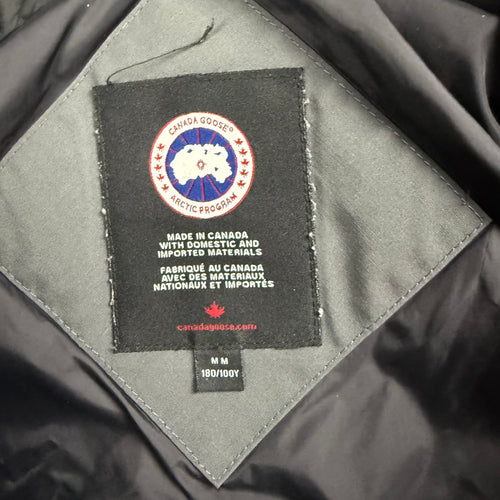 CANADA GOOSE®
ARCTIC PROGRAM
MADE IN CANADA
WITH DOMESTIC AND
IMPORTED MATERIALS
FABRIQUÉ AU CANADA
AVEC DES MATERIAUX
NATIONAUX ET IMPORTÉS
canadagoose.com
M M
180/100Y